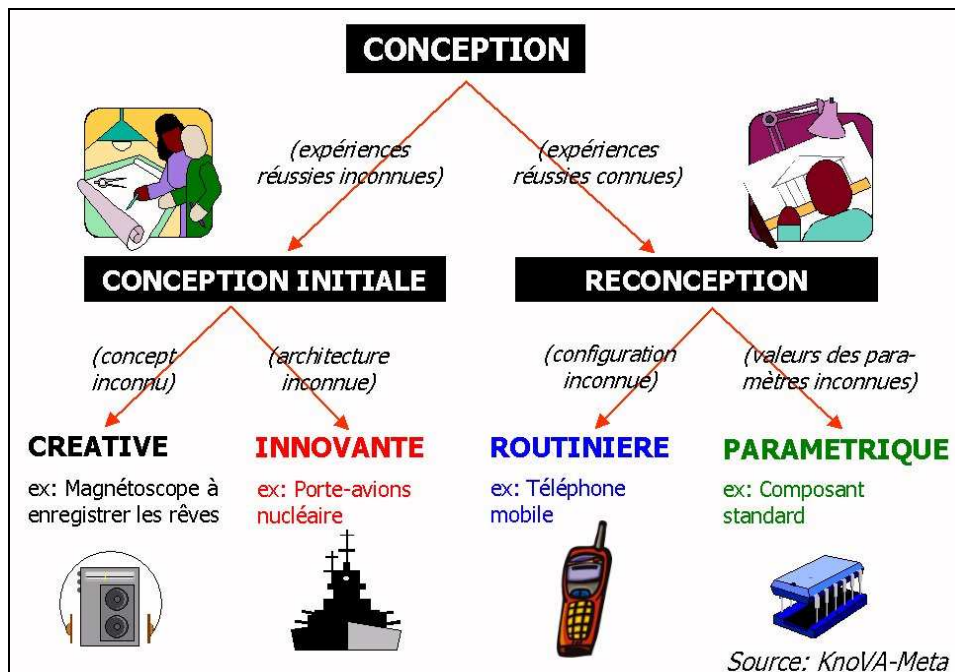 CONCEPTION
(expériences
réussies inconnues)
(expériences
réussies connues)
CONCEPTION INITIALE
RECONCEPTION
(concept
inconnu)
(architecture
inconnue)
(configuration
inconnue)
(valeurs des para-
mètres inconnues)
CREATIVE
ex: Magnétoscope à
enregistrer les rêves
INNOVANTE
ex: Porte-avions
nucléaire
ROUTINIERE
ex: Téléphone
mobile
PARAMETRIQUE
ex: Composant
standard
Source: KnoVA-Meta